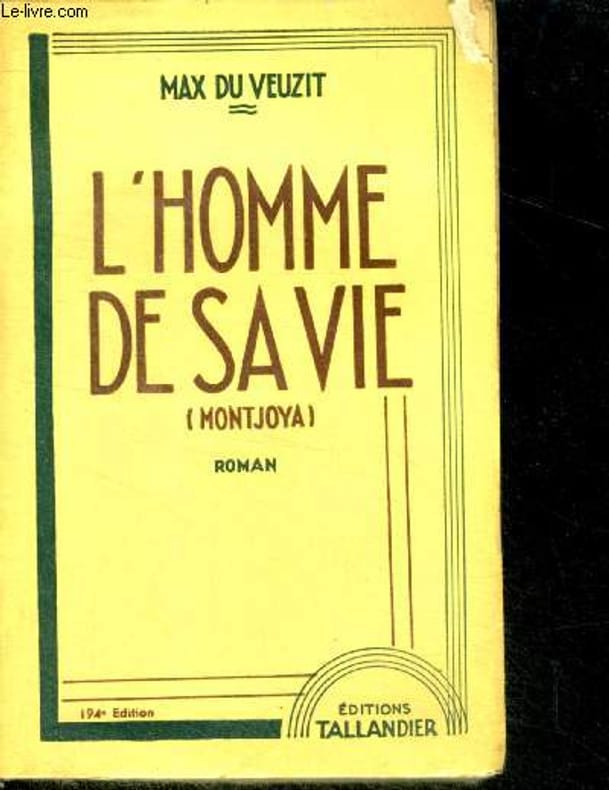 Le-livre.com
MAX DU VEUZIT
L'HOMME
DE SA VIE
(MONTJOYA)
ROMAN
194e Edition
ÉDITIONS
TALLANDIER